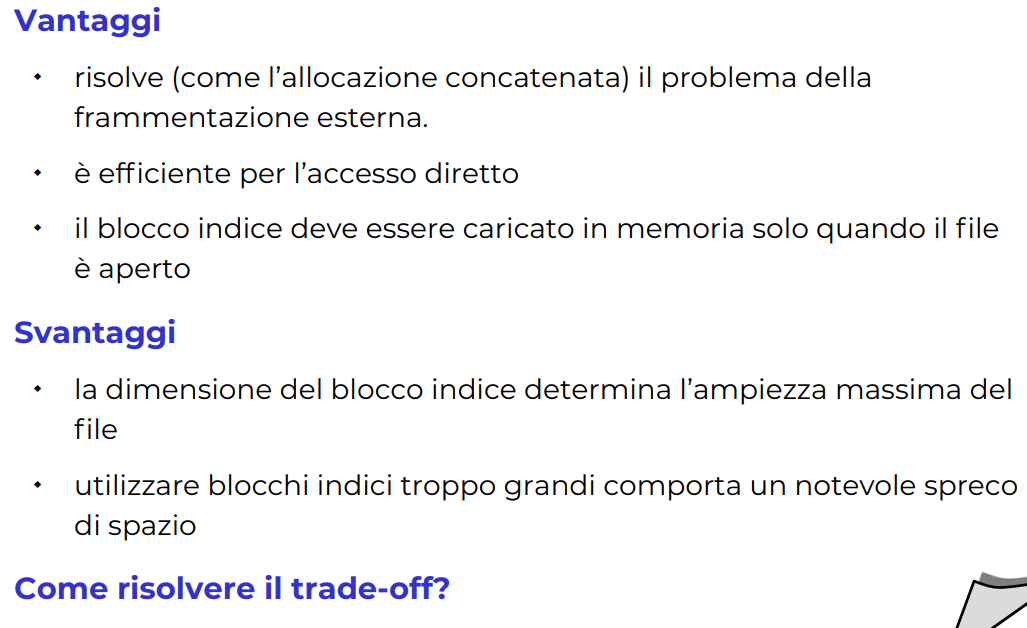 Vantaggi
• risolve (come l’allocazione concatenata) il problema della
frammentazione esterna.
• è efficiente per l’accesso diretto
• il blocco indice deve essere caricato in memoria solo quando il file
è aperto
Svantaggi
• la dimensione del blocco indice determina l’ampiezza massima del
file
• utilizzare blocchi indici troppo grandi comporta un notevole spreco
di spazio
Come risolvere il trade-off?